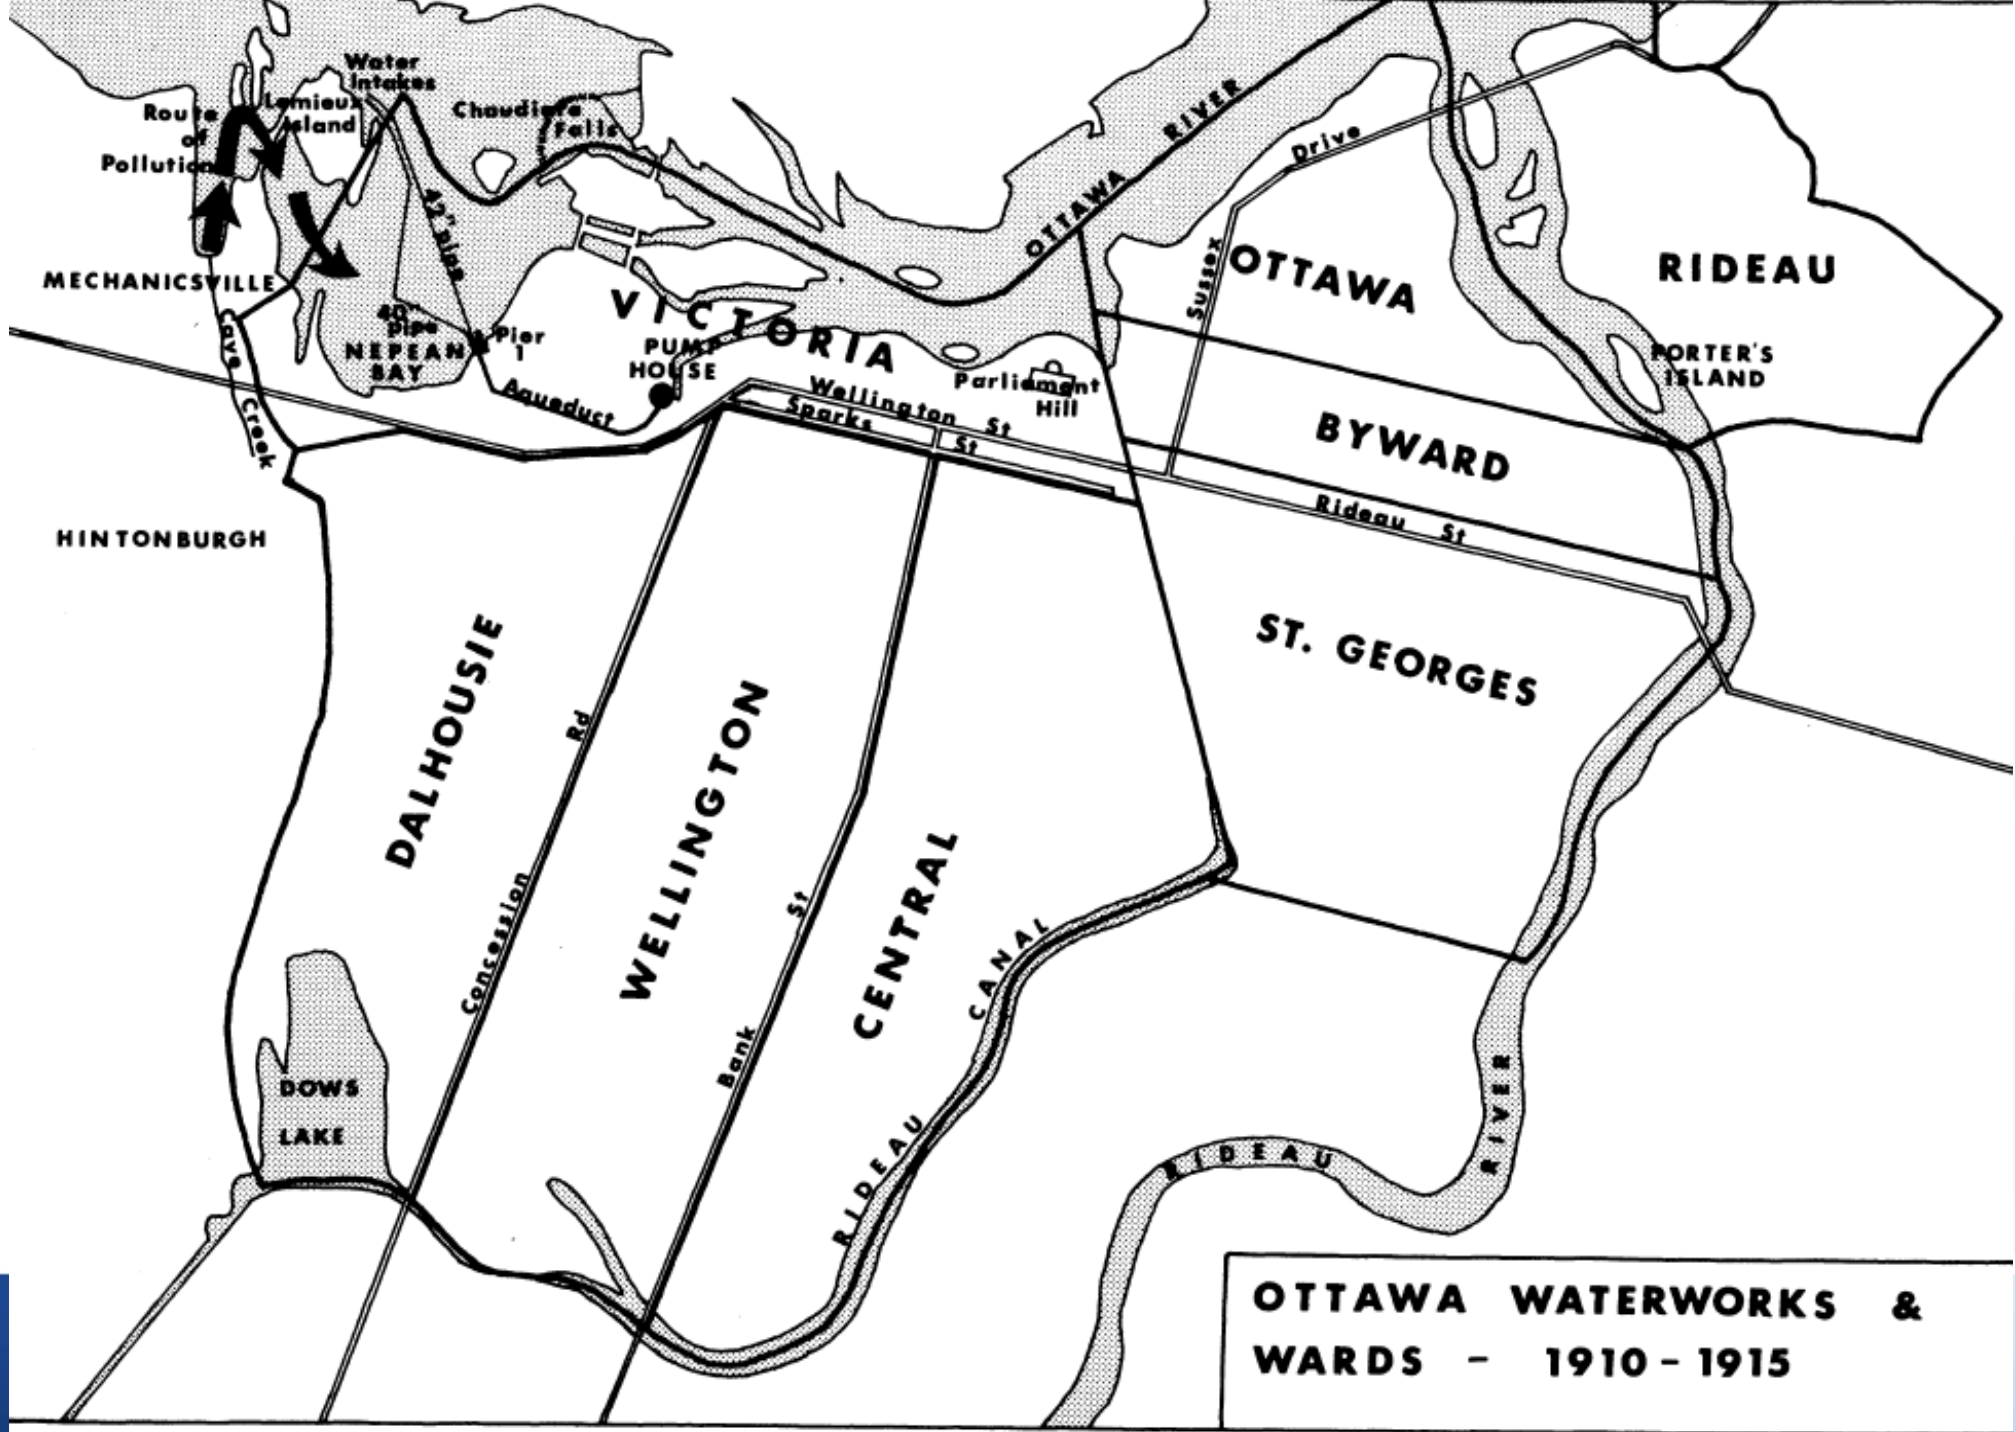 Water
Intakes
Route
of
Pollution
Lemieux
Island
Chaudiere
Falls
42" pipe
OTTAWA RIVER
Sussex Drive
MECHANICSVILLE
Cave Creek
40"
pipe
NEPEAN
BAY
Pier
1
VICTORIA
PUMP
HOUSE
Aqueduct
Wellington St
Sparks St
Parliament
Hill
OTTAWA
RIDEAU
PORTER'S
ISLAND
BYWARD
Rideau St
HINTONBURGH
ST. GEORGES
DALHOUSIE
Concession Rd
WELLINGTON
Bank St
CENTRAL
RIDEAU CANAL
DOWS
LAKE
RIDEAU RIVER
OTTAWA WATERWORKS &
WARDS - 1910-1915